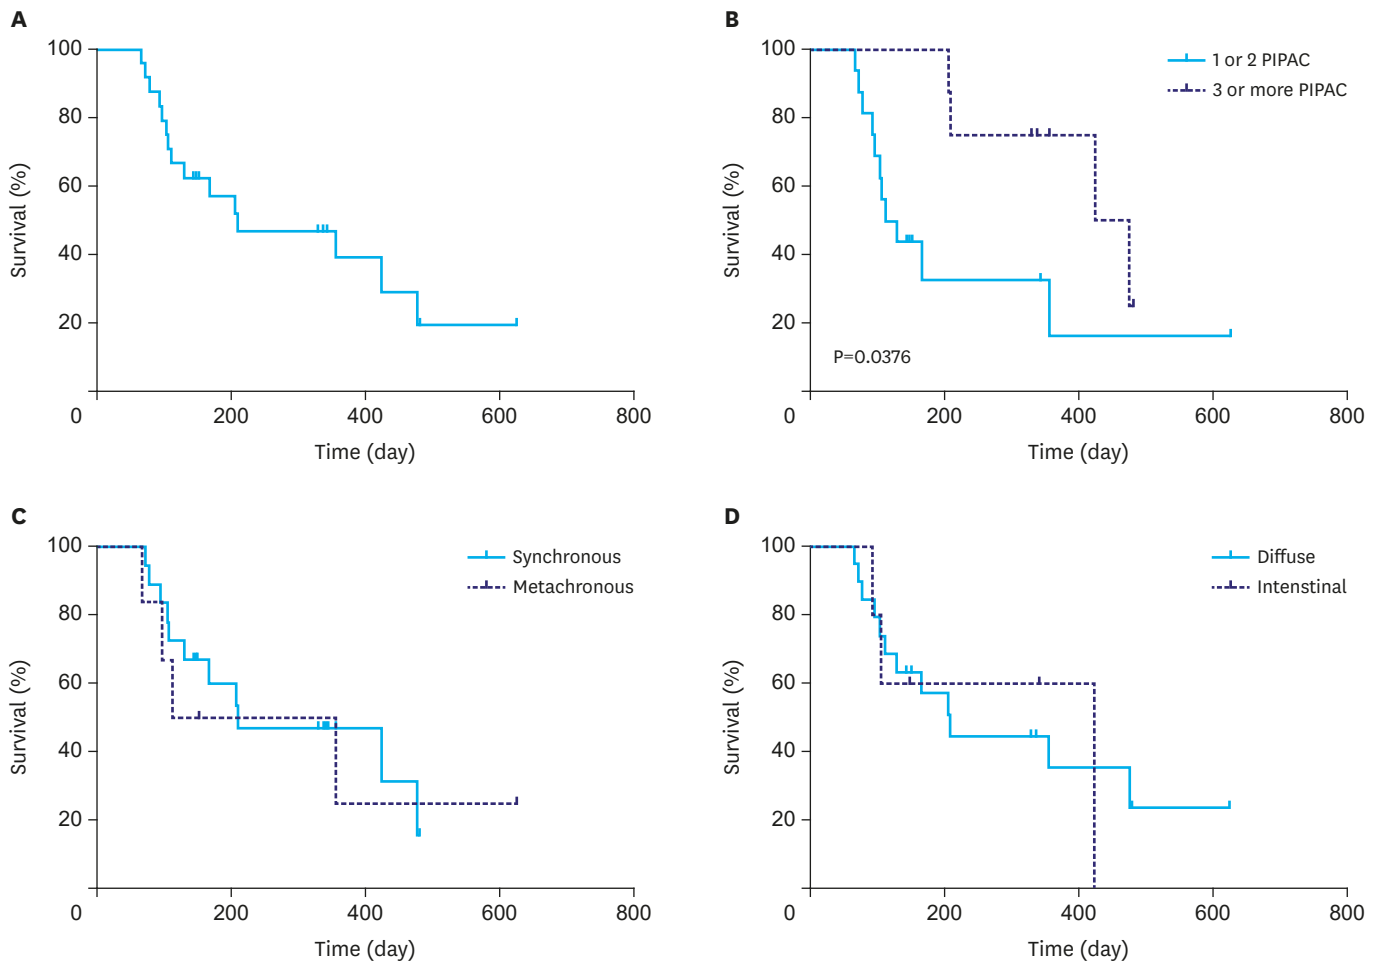 A
100
80
60
40
20
Survival (%)
0
200
400
600
800
Time (day)
B
100
80
60
40
20
Survival (%)
1 or 2 PIPAC
3 or more PIPAC
P=0.0376
0
200
400
600
800
Time (day)
C
100
80
60
40
20
Survival (%)
Synchronous
Metachronous
0
200
400
600
800
Time (day)
D
100
80
60
40
20
Survival (%)
Diffuse
Intenstinal
0
200
400
600
800
Time (day)